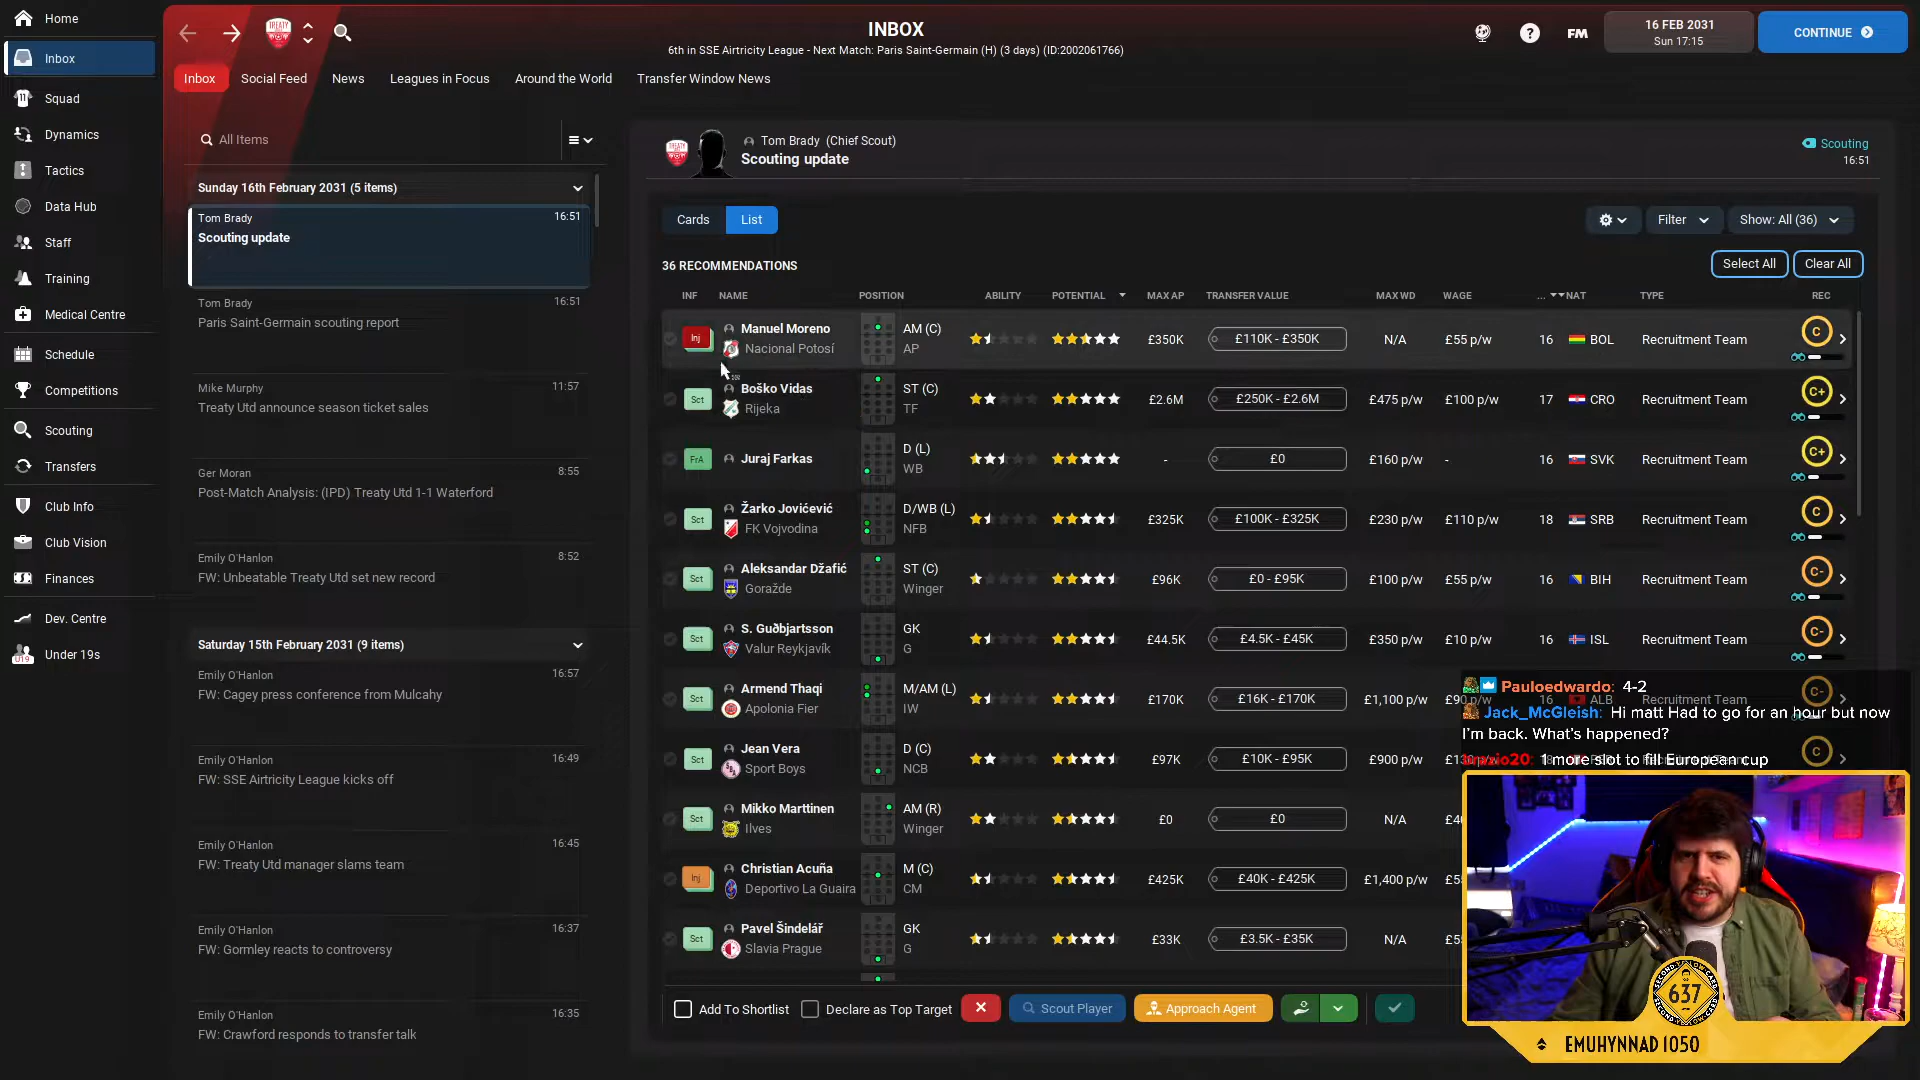 Home
Inbox
Squad
Dynamics
Tactics
Data Hub
Staff
Training
Medical Centre
Schedule
Competitions
Scouting
Transfers
Club Info
Club Vision
Finances
Dev. Centre
Under 19s
INBOX
6th in SSE Airtricity League - Next Match: Paris Saint-Germain (H) (3 days) (ID:2002061766)
FM
16 FEB 2031
Sun 17:15
CONTINUE
Inbox Social Feed News Leagues in Focus Around the World Transfer Window News
All Items
Sunday 16th February 2031 (5 items)
Tom Brady 16:51
Scouting update
Tom Brady 16:51
Paris Saint-Germain scouting report
Mike Murphy 11:57
Treaty Utd announce season ticket sales
Ger Moran 8:55
Post-Match Analysis: (IPD) Treaty Utd 1-1 Waterford
Emily O'Hanlon 8:52
FW: Unbeatable Treaty Utd set new record
Saturday 15th February 2031 (9 items)
Emily O'Hanlon 16:57
FW: Cagey press conference from Mulcahy
Emily O'Hanlon 16:49
FW: SSE Airtricity League kicks off
Emily O'Hanlon 16:45
FW: Treaty Utd manager slams team
Emily O'Hanlon 16:37
FW: Gormley reacts to controversy
Emily O'Hanlon 16:35
FW: Crawford responds to transfer talk
Tom Brady (Chief Scout)
Scouting update
Scouting
16:51
Cards List
Filter
Show: All (36)
36 RECOMMENDATIONS
Select All Clear All
INF NAME POSITION ABILITY POTENTIAL MAX AP TRANSFER VALUE MAX WD WAGE ... NAT TYPE REC
Inj Manuel Moreno AM (C) £350K £110K - £350K N/A £55 p/w 16 BOL Recruitment Team C
Nacional Potosí AP
Sct Boško Vidas ST (C) £2.6M £250K - £2.6M £475 p/w £100 p/w 17 CRO Recruitment Team C+
Rijeka TF
FrA Juraj Farkas D (L) - £0 £160 p/w - 16 SVK Recruitment Team C+
WB
Sct Žarko Jovićević D/WB (L) £325K £100K - £325K £230 p/w £110 p/w 18 SRB Recruitment Team C
FK Vojvodina NFB
Sct Aleksandar Džafić ST (C) £96K £0 - £95K £100 p/w £55 p/w 16 BIH Recruitment Team C-
Goražde Winger
Sct S. Guðbjartsson GK £44.5K £4.5K - £45K £350 p/w £10 p/w 16 ISL Recruitment Team C-
Valur Reykjavík G
Sct Armend Thaqi M/AM (L) £170K £16K - £170K £1,100 p/w 16 ALB Recruitment Team C-
Apolonia Fier IW
Sct Jean Vera D (C) £97K £10K - £95K £900 p/w C
Sport Boys NCB
Sct Mikko Marttinen AM (R) £0 £0 N/A
Ilves Winger
Inj Christian Acuña M (C) £425K £40K - £425K £1,400 p/w
Deportivo La Guaira CM
Sct Pavel Šindelář GK £33K £3.5K - £35K N/A
Slavia Prague G
Add To Shortlist Declare as Top Target Scout Player Approach Agent
Pauloedwardo: 4-2
Jack_McGleish: Hi matt Had to go for an hour but now
I'm back. What's happened?
1 more slot to fill European cup
SECOND YELLOW CARD
637
EMUHYNNAD 1050